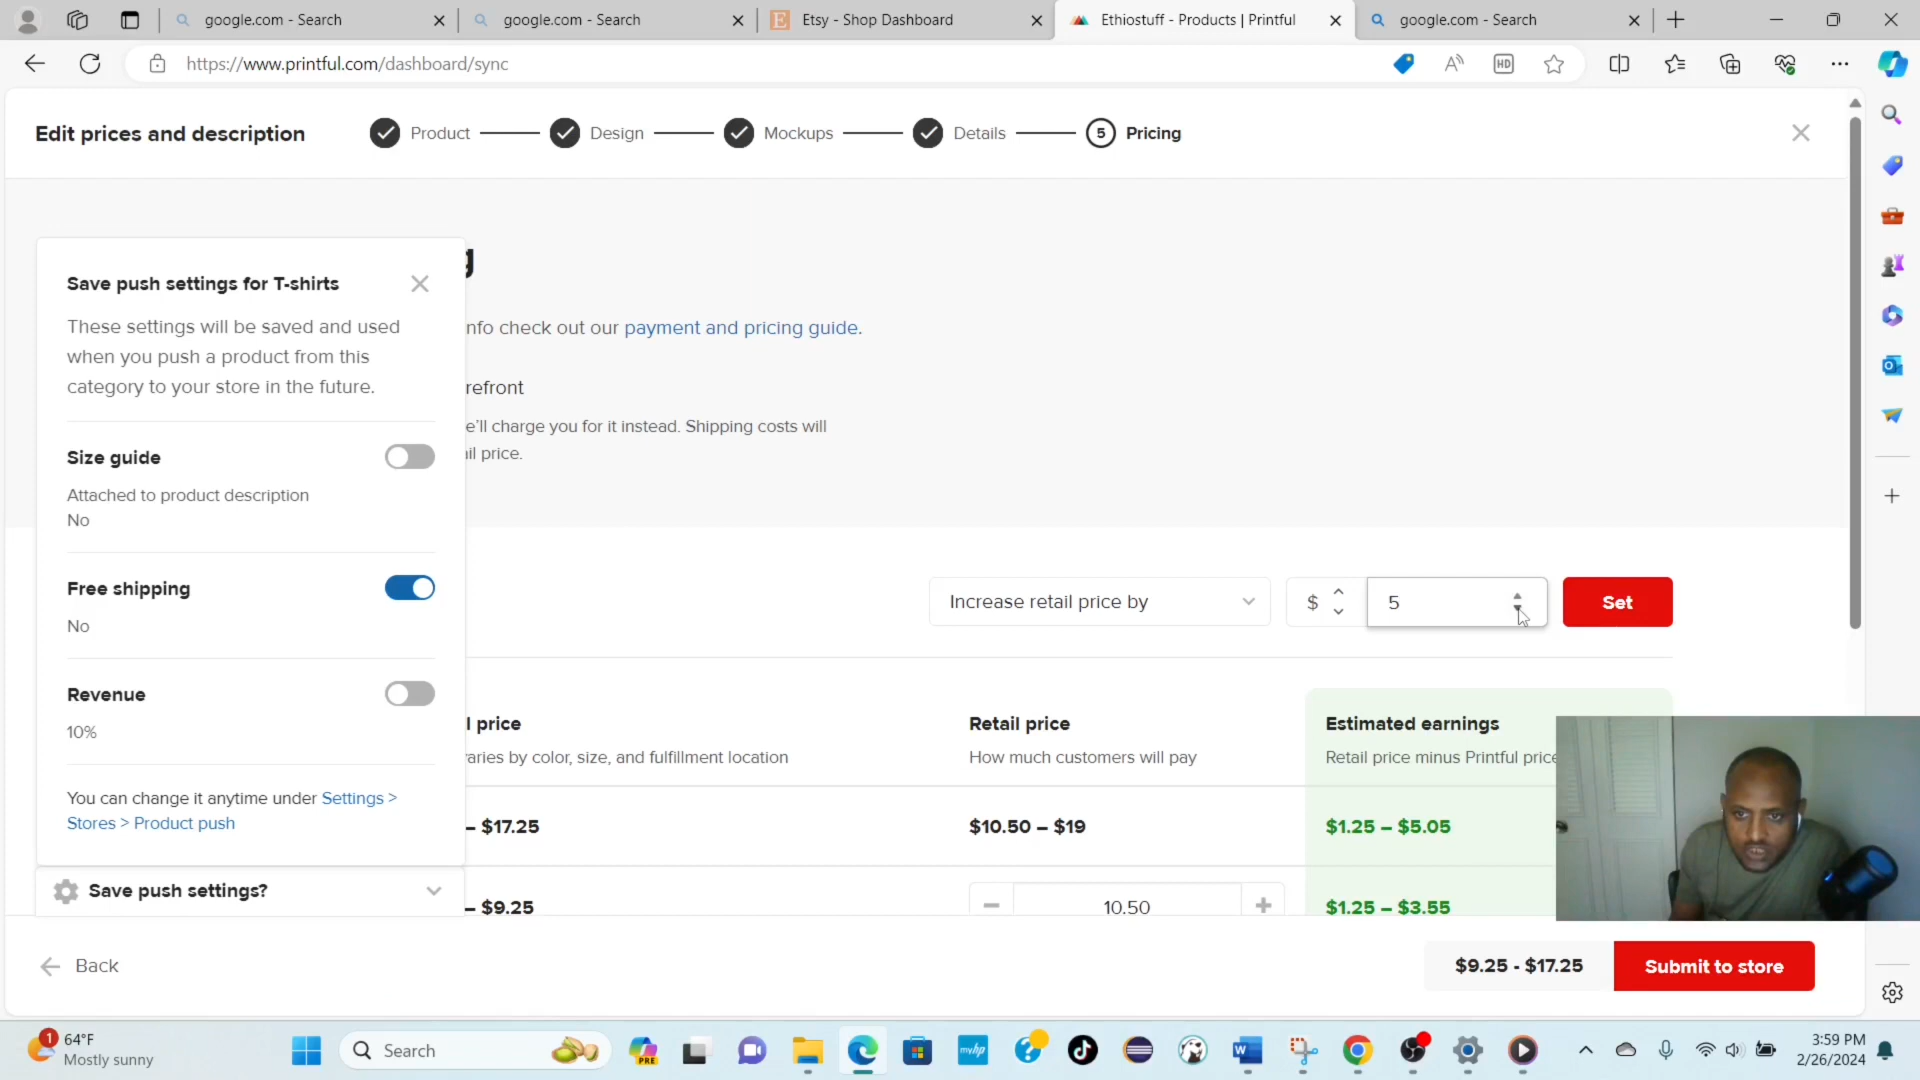 google.com - Search
google.com - Search
Etsy - Shop Dashboard
Ethiostuff - Products | Printful
google.com - Search
https://www.printful.com/dashboard/sync
HD
Edit prices and description
Product
Design
Mockups
Details
5 Pricing
g
Save push settings for T-shirts
These settings will be saved and used
when you push a product from this
category to your store in the future.
nfo check out our payment and pricing guide.
refront
e'll charge you for it instead. Shipping costs will
il price.
Size guide
Attached to product description
No
Free shipping
No
Revenue
10%
You can change it anytime under Settings >
Stores > Product push
Save push settings?
Increase retail price by
$
5
Set
l price
aries by color, size, and fulfillment location
Retail price
How much customers will pay
Estimated earnings
Retail price minus Printful price
– $17.25
$10.50 – $19
$1.25 – $5.05
– $9.25
10.50
$1.25 – $3.55
Back
$9.25 - $17.25
Submit to store
1
64°F
Mostly sunny
Search
PRE
myhp
3:59 PM
2/26/2024